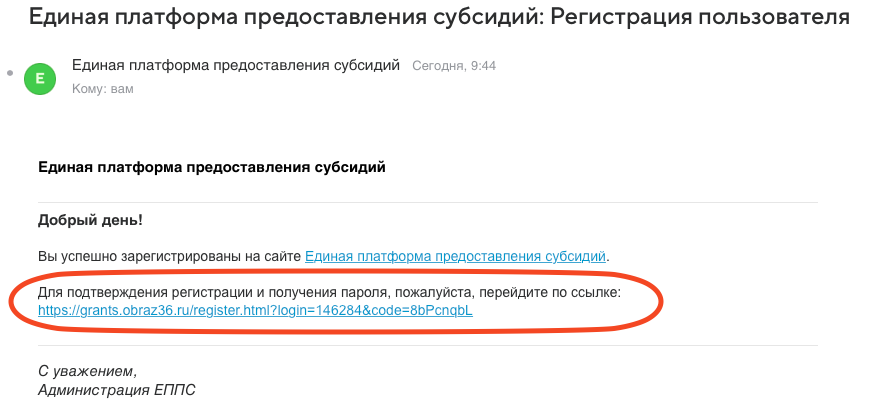 Единая платформа предоставления субсидий: Регистрация пользователя
Единая платформа предоставления субсидий Сегодня, 9:44
Е
Кому: вам
Единая платформа предоставления субсидий
Добрый день!
Вы успешно зарегистрированы на сайте Единая платформа предоставления субсидий.
Для подтверждения регистрации и получения пароля, пожалуйста, перейдите по ссылке:
https://grants.obraz36.ru/register.html?login=146284&code=8bPcnqbL
С уважением,
Администрация ЕППС